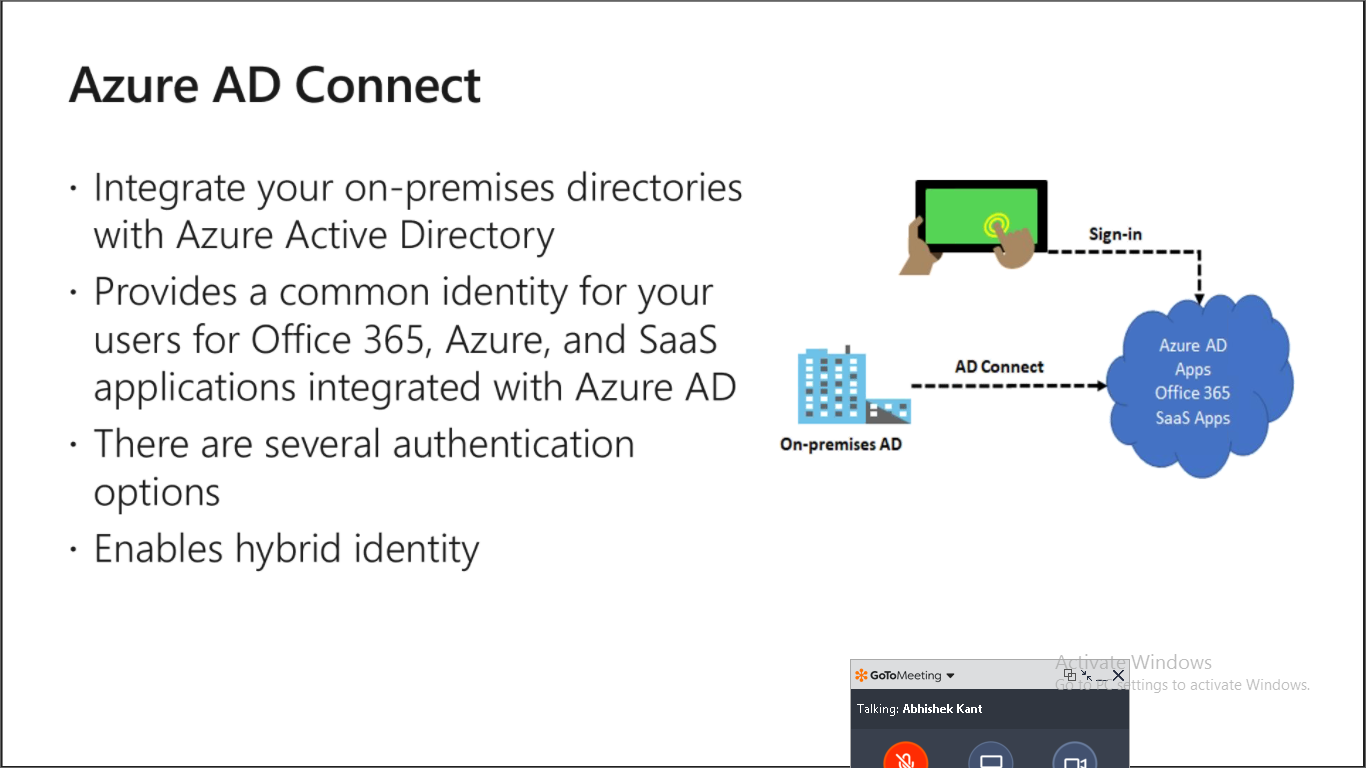 Azure AD Connect
· Integrate your on-premises directories
with Azure Active Directory
· Provides a common identity for your
users for Office 365, Azure, and SaaS
applications integrated with Azure AD
· There are several authentication
options
· Enables hybrid identity
Sign-in
AD Connect
On-premises AD
Azure AD
Apps
Office 365
SaaS Apps
GoToMeeting
Talking: Abhishek Kant
Activate Windows
Go to PC settings to activate Windows.